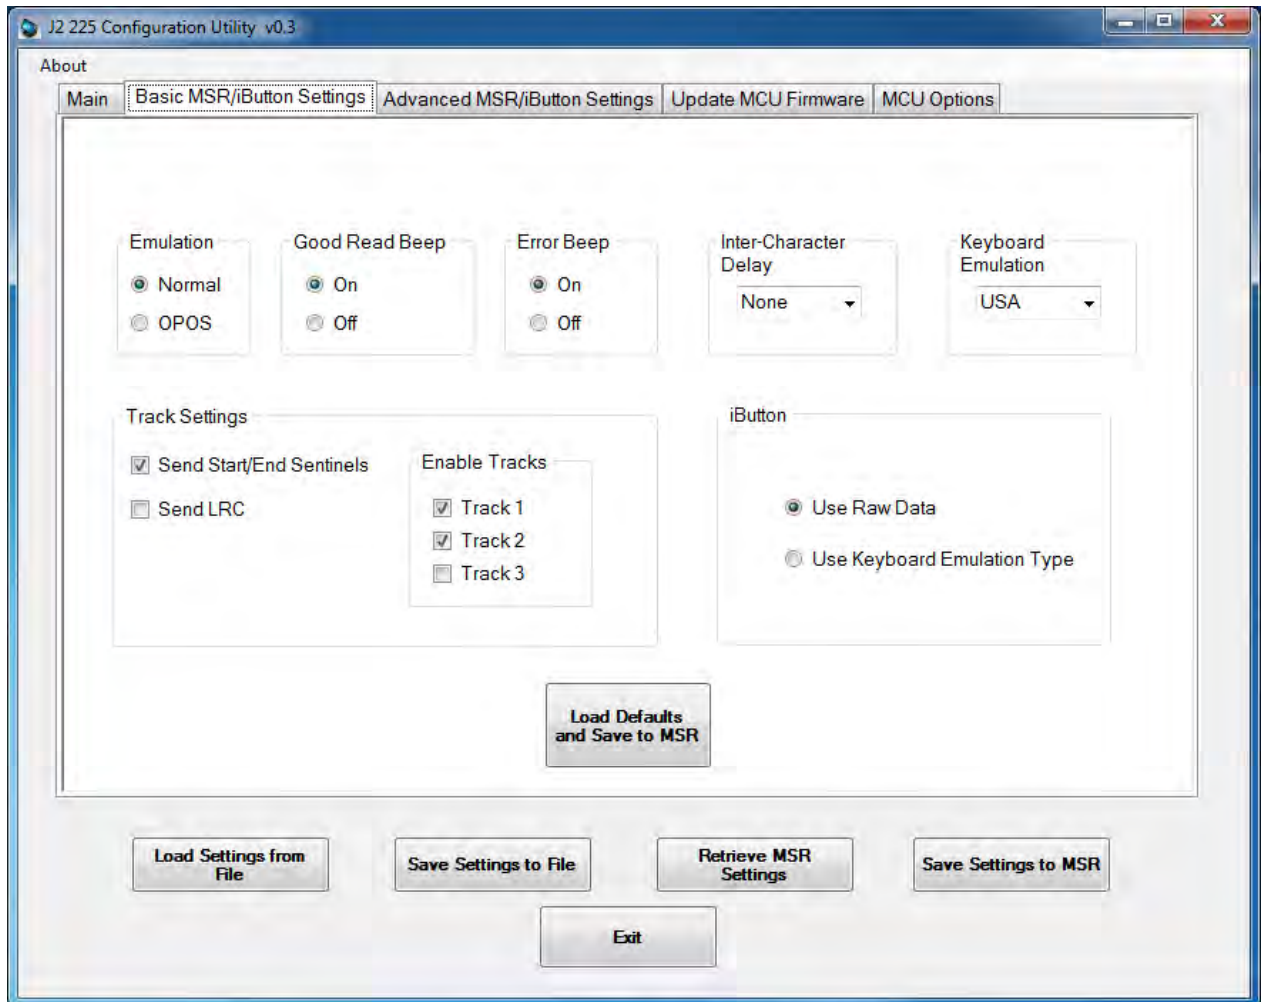 J2 225 Configuration Utility v0.3
About
Main Basic MSR/iButton Settings Advanced MSR/iButton Settings Update MCU Firmware MCU Options
Emulation
Normal
OPOS
Good Read Beep
On
Off
Error Beep
On
Off
Inter-Character
Delay
None
Keyboard
Emulation
USA
Track Settings
Send Start/End Sentinels
Send LRC
Enable Tracks
Track 1
Track 2
Track 3
iButton
Use Raw Data
Use Keyboard Emulation Type
Load Defaults
and Save to MSR
Load Settings from
File
Save Settings to File
Retrieve MSR
Settings
Save Settings to MSR
Exit